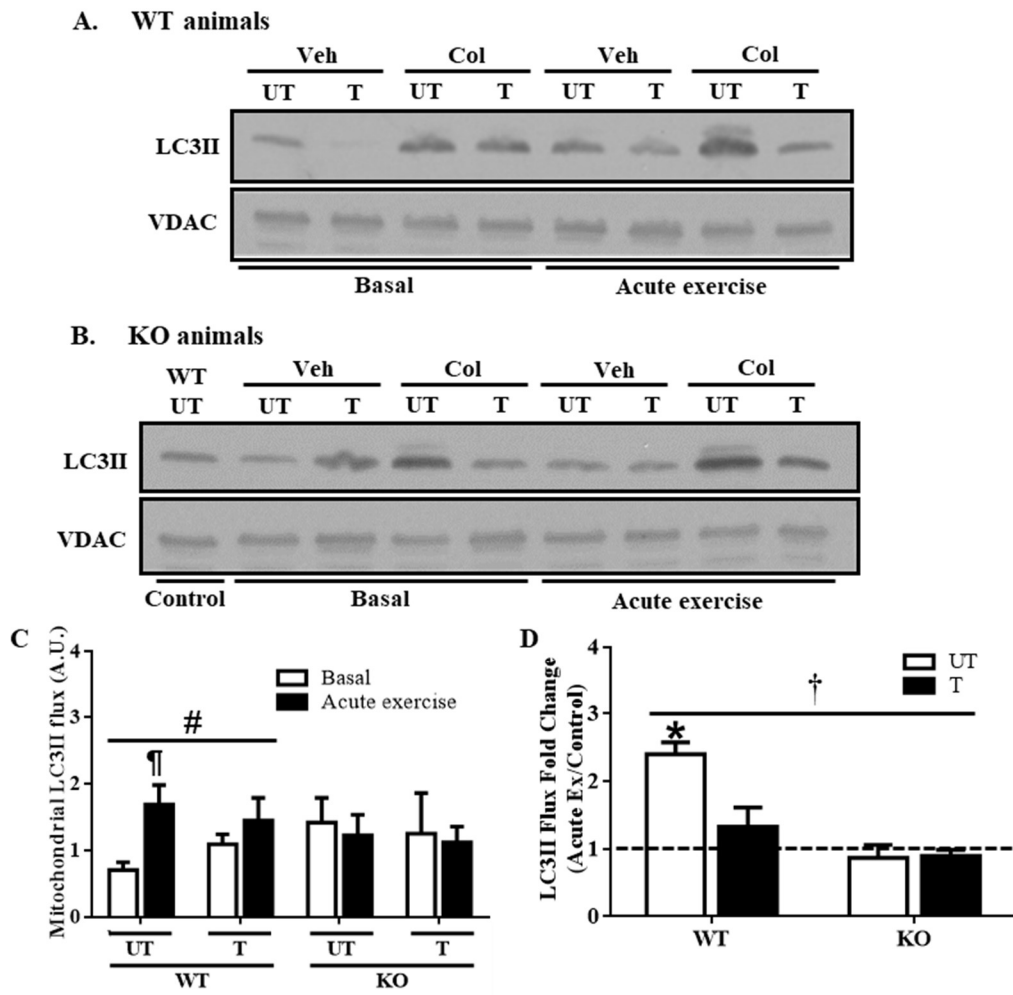 A. WT animals
Veh Col Veh Col
UT T UT T UT T UT T
LC3II
VDAC
Basal Acute exercise
B. KO animals
WT Veh Col Veh Col
UT UT T UT T UT T UT T
LC3II
VDAC
Control Basal Acute exercise
C
Mitochondrial LC3II flux (A.U.)
4
3
2
1
0
Basal
Acute exercise
#
¶
UT T UT T
WT KO
D
LC3II Flux Fold Change
(Acute Ex/Control)
4
3
2
1
0
UT
T
†
*
WT KO